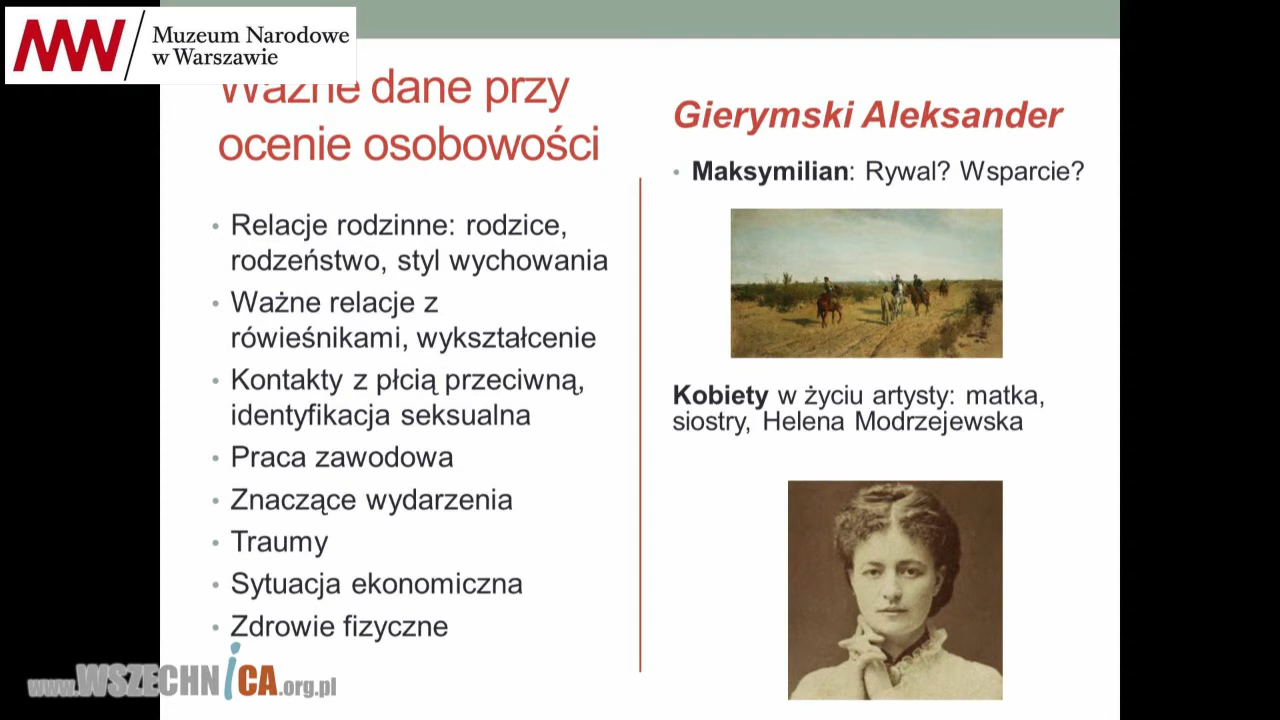 Muzeum Narodowe
w Warszawie
Ważne dane przy
ocenie osobowości
• Relacje rodzinne: rodzice,
rodzeństwo, styl wychowania
• Ważne relacje z
rówieśnikami, wykształcenie
• Kontakty z płcią przeciwną,
identyfikacja seksualna
• Praca zawodowa
• Znaczące wydarzenia
• Traumy
• Sytuacja ekonomiczna
• Zdrowie fizyczne
Gierymski Aleksander
• Maksymilian: Rywal? Wsparcie?
Kobiety w życiu artysty: matka,
siostry, Helena Modrzejewska
www.WSZECHNiCA.org.pl